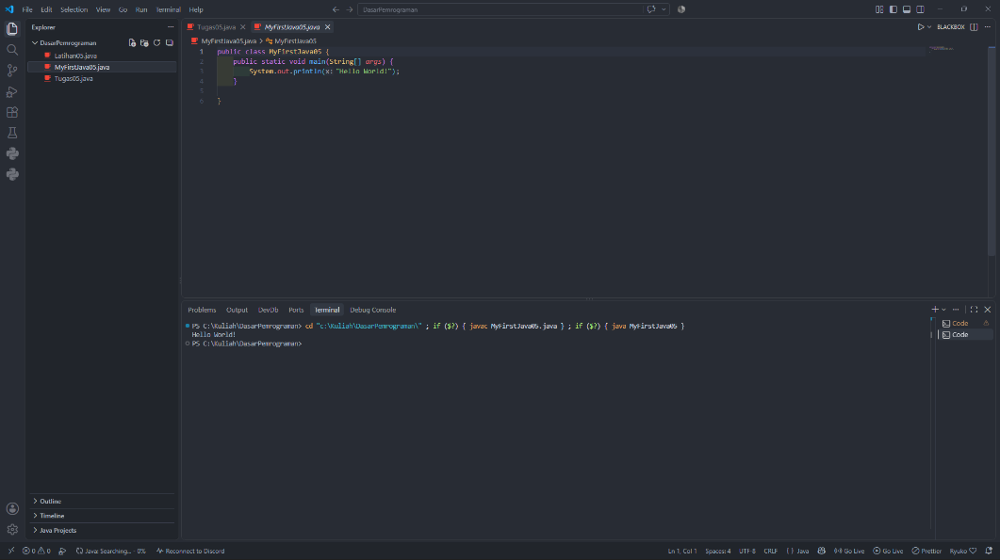 File Edit Selection View Go Run Terminal Help
DasarPemrograman
Explorer
DasarPemrograman
Latihan05.java
MyFirstJava05.java
Tugas05.java
Outline
Timeline
Java Projects
Tugas05.java MyFirstJava05.java
BLACKBOX
MyFirstJava05.java > MyFirstJava05
1 public class MyFirstJava05 {
2 public static void main(String[] args) {
3 System.out.println(x: "Hello World!");
4 }
5
6 }
Problems Output DevDb Ports Terminal Debug Console
PS C:\Kuliah\DasarPemrograman> cd "c:\Kuliah\DasarPemrograman\" ; if ($?) { javac MyFirstJava05.java } ; if ($?) { java MyFirstJava05 }
Hello World!
PS C:\Kuliah\DasarPemrograman>
Code
Code
0 0 Java: Searching... - 0% Reconnect to Discord
Ln 1, Col 1 Spaces: 4 UTF-8 CRLF { } Java Go Live Go Live Prettier Ryuko